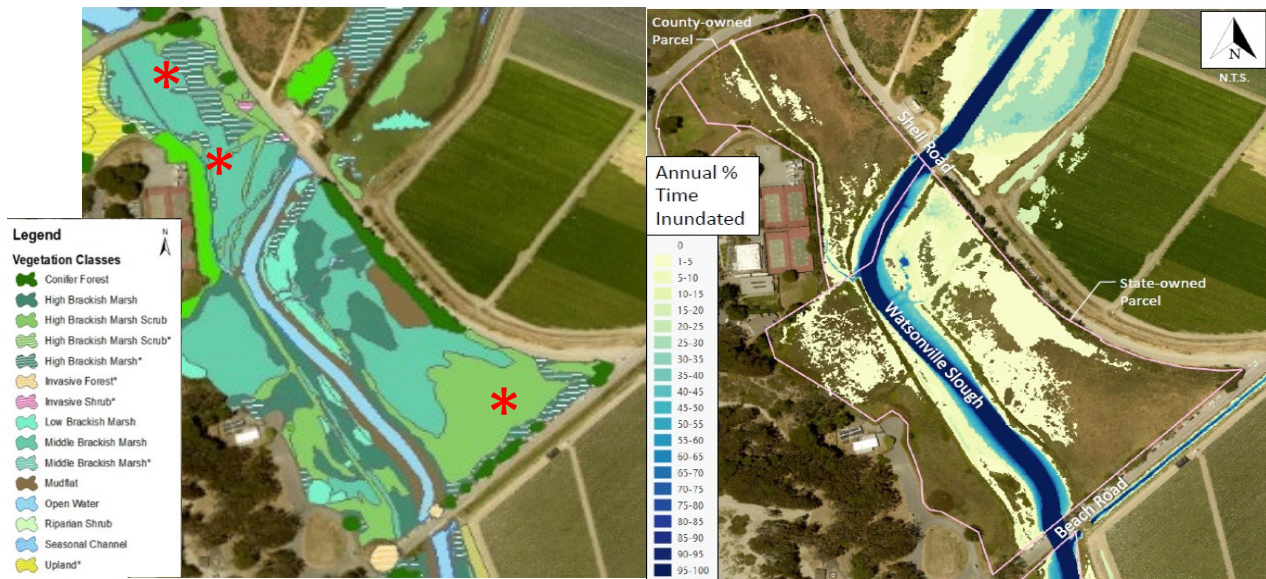 *
*
*
Legend
N
Vegetation Classes
Conifer Forest
High Brackish Marsh
High Brackish Marsh Scrub
High Brackish Marsh Scrub*
High Brackish Marsh*
Invasive Forest*
Invasive Shrub*
Low Brackish Marsh
Middle Brackish Marsh
Middle Brackish Marsh*
Mudflat
Open Water
Riparian Shrub
Seasonal Channel
Upland*
County-owned
Parcel
N
N.T.S.
Shell Road
Annual %
Time
Inundated
0
1-5
5-10
10-15
15-20
20-25
25-30
30-35
35-40
40-45
45-50
50-55
55-60
60-65
65-70
70-75
75-80
80-85
85-90
90-95
95-100
State-owned
Parcel
Watsonville Slough
Beach Road